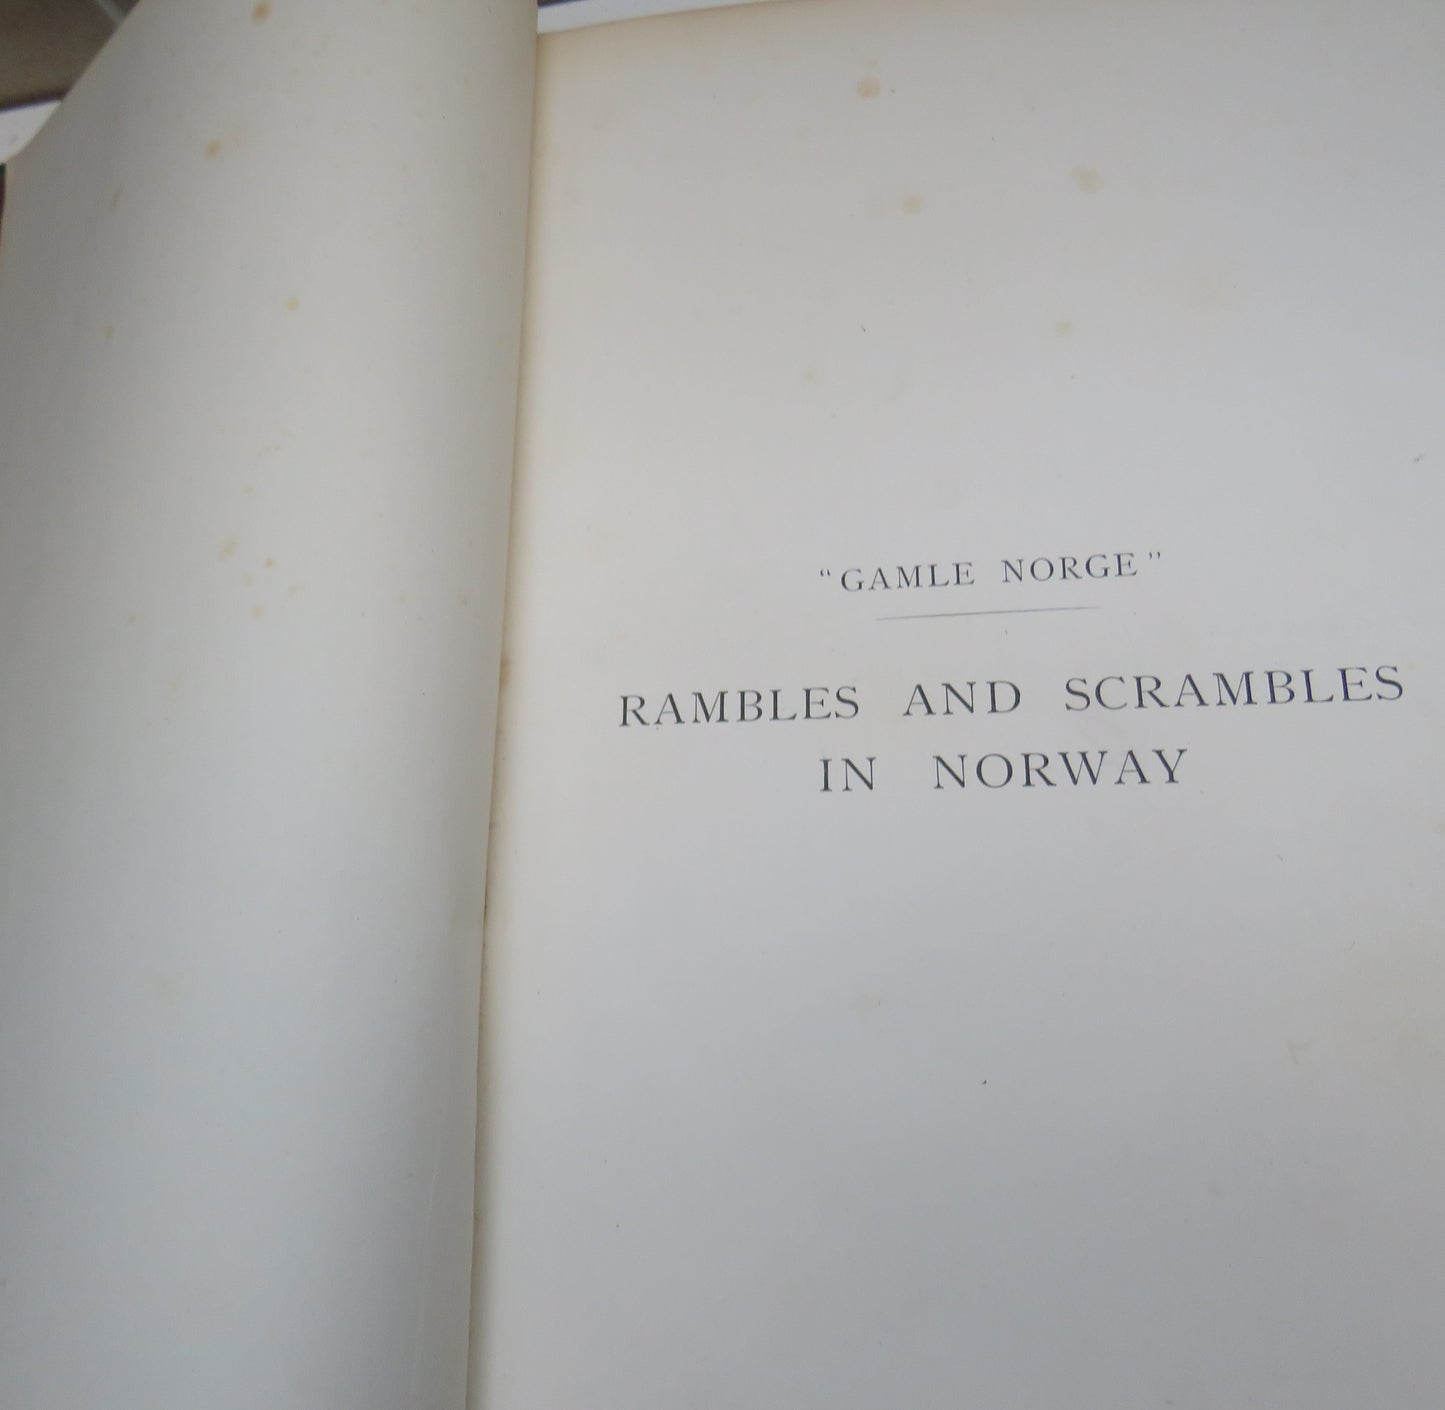 “GAMLE NORGE”
RAMBLES AND SCRAMBLES
IN NORWAY